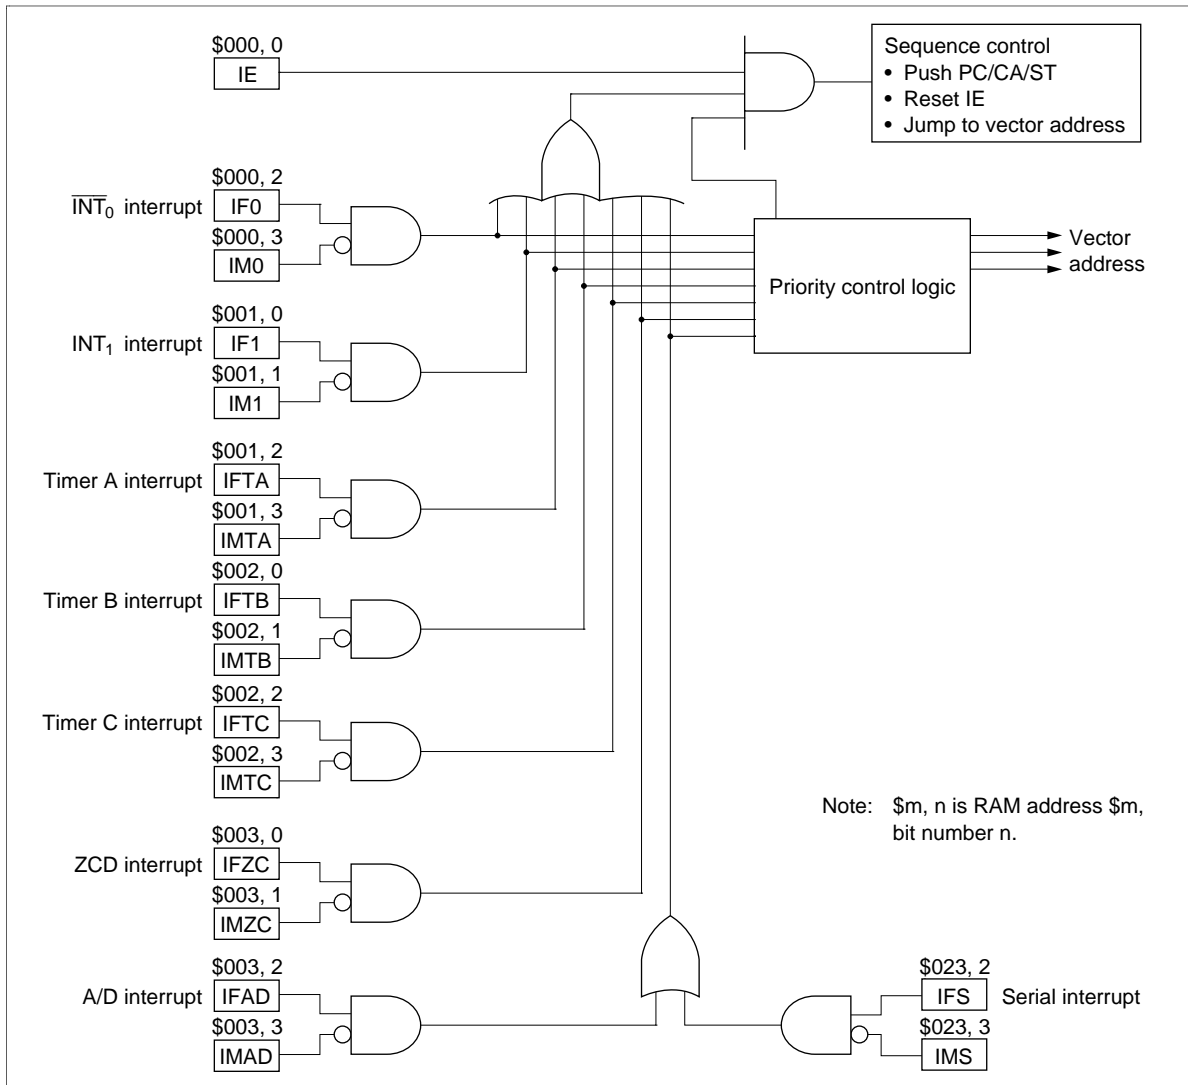 $000, 0
IE
Sequence control
• Push PC/CA/ST
• Reset IE
• Jump to vector address
$000, 2
INT0 interrupt
IF0
$000, 3
IM0
Priority control logic
Vector
address
$001, 0
INT1 interrupt
IF1
$001, 1
IM1
$001, 2
Timer A interrupt
IFTA
$001, 3
IMTA
$002, 0
Timer B interrupt
IFTB
$002, 1
IMTB
$002, 2
Timer C interrupt
IFTC
$002, 3
IMTC
Note: $m, n is RAM address $m,
bit number n.
$003, 0
ZCD interrupt
IFZC
$003, 1
IMZC
$003, 2
A/D interrupt
IFAD
$003, 3
IMAD
$023, 2
IFS
Serial interrupt
$023, 3
IMS